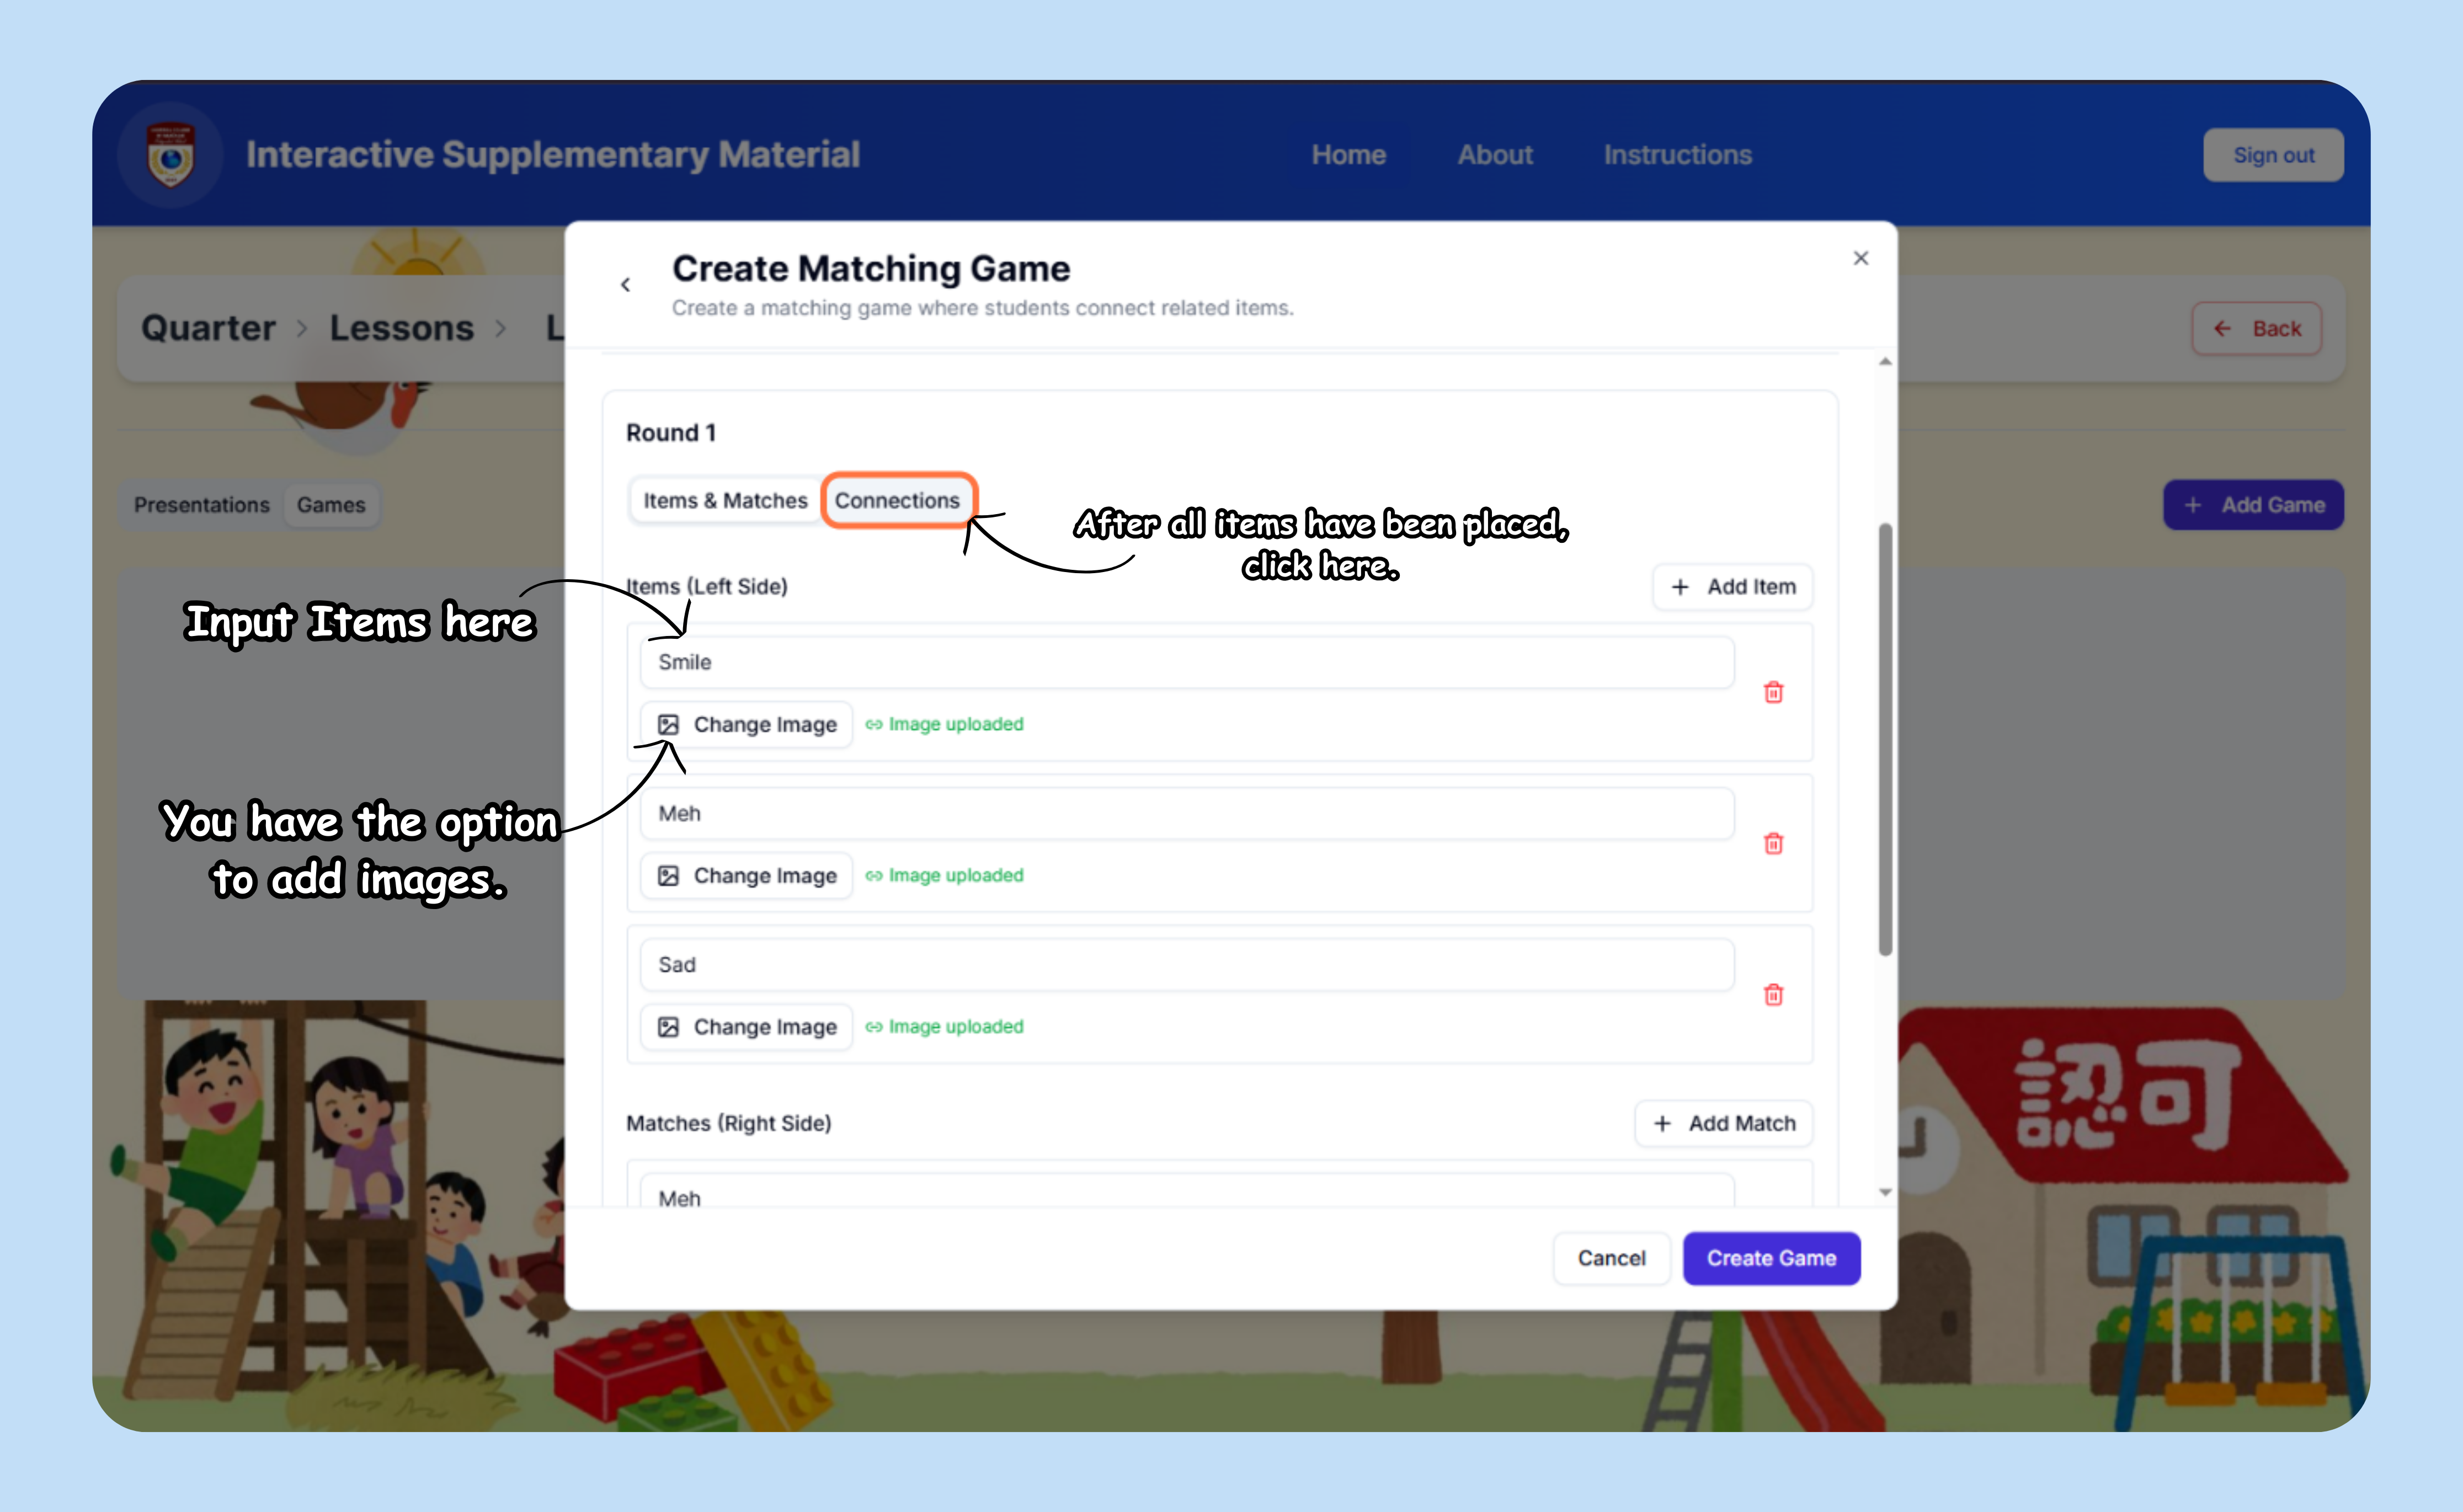 Interactive Supplementary Material
Home
About
Instructions
Sign out
Quarter > Lessons > L
Back
Presentations
Games
+ Add Game
Create Matching Game
Create a matching game where students connect related items.
Round 1
Items & Matches
Connections
After all items have been placed,
click here.
Items (Left Side)
+ Add Item
Input Items here
Smile
Change Image
Image uploaded
You have the option
to add images.
Meh
Change Image
Image uploaded
Sad
Change Image
Image uploaded
Matches (Right Side)
+ Add Match
Meh
Cancel
Create Game
認可